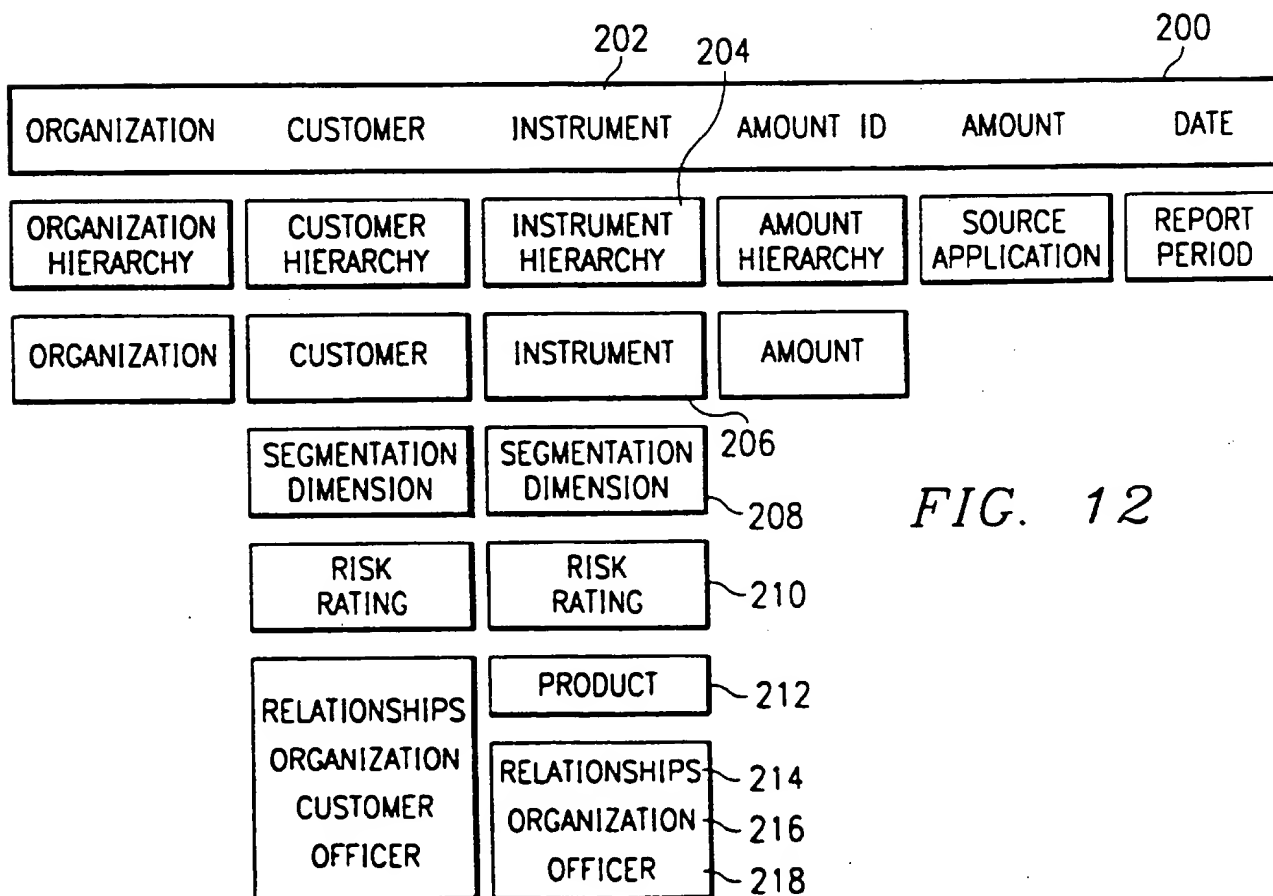 202 204 200
ORGANIZATION CUSTOMER INSTRUMENT AMOUNT ID AMOUNT DATE
ORGANIZATION HIERARCHY
CUSTOMER HIERARCHY
INSTRUMENT HIERARCHY
AMOUNT HIERARCHY
SOURCE APPLICATION
REPORT PERIOD
ORGANIZATION CUSTOMER INSTRUMENT AMOUNT
206
SEGMENTATION DIMENSION
SEGMENTATION DIMENSION
208
FIG. 12
RISK RATING
RISK RATING
210
PRODUCT 212
RELATIONSHIPS
ORGANIZATION
CUSTOMER
OFFICER
RELATIONSHIPS 214
ORGANIZATION 216
OFFICER 218